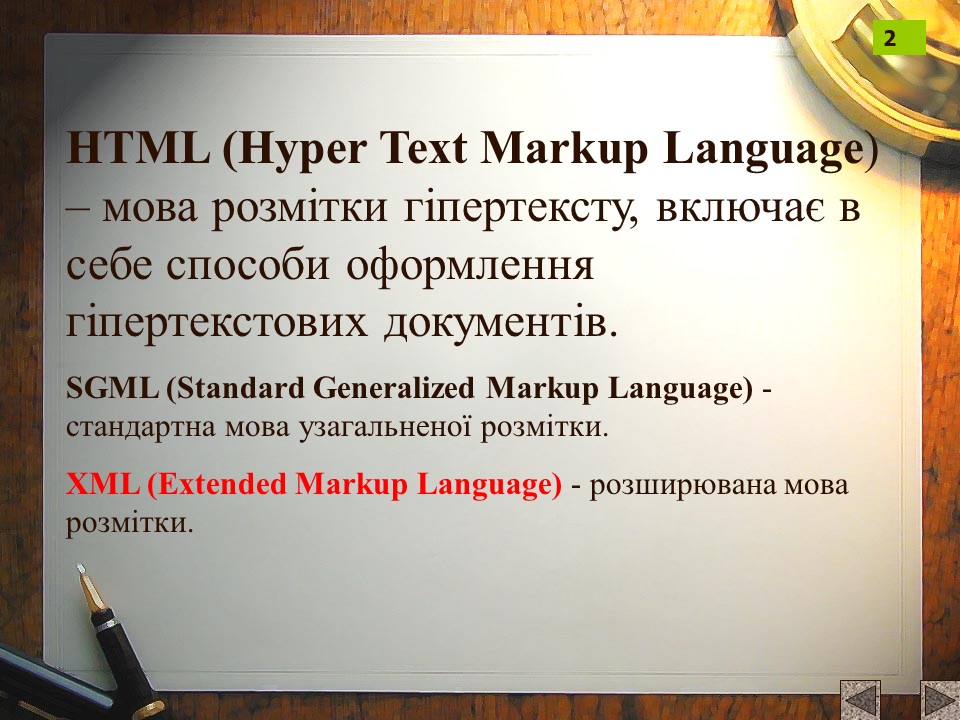 2
HTML (Hyper Text Markup Language)
– мова розмітки гіпертексту, включає в
себе способи оформлення
гіпертекстових документів.
SGML (Standard Generalized Markup Language) -
стандартна мова узагальненої розмітки.
XML (Extended Markup Language) - розширювана мова
розмітки.